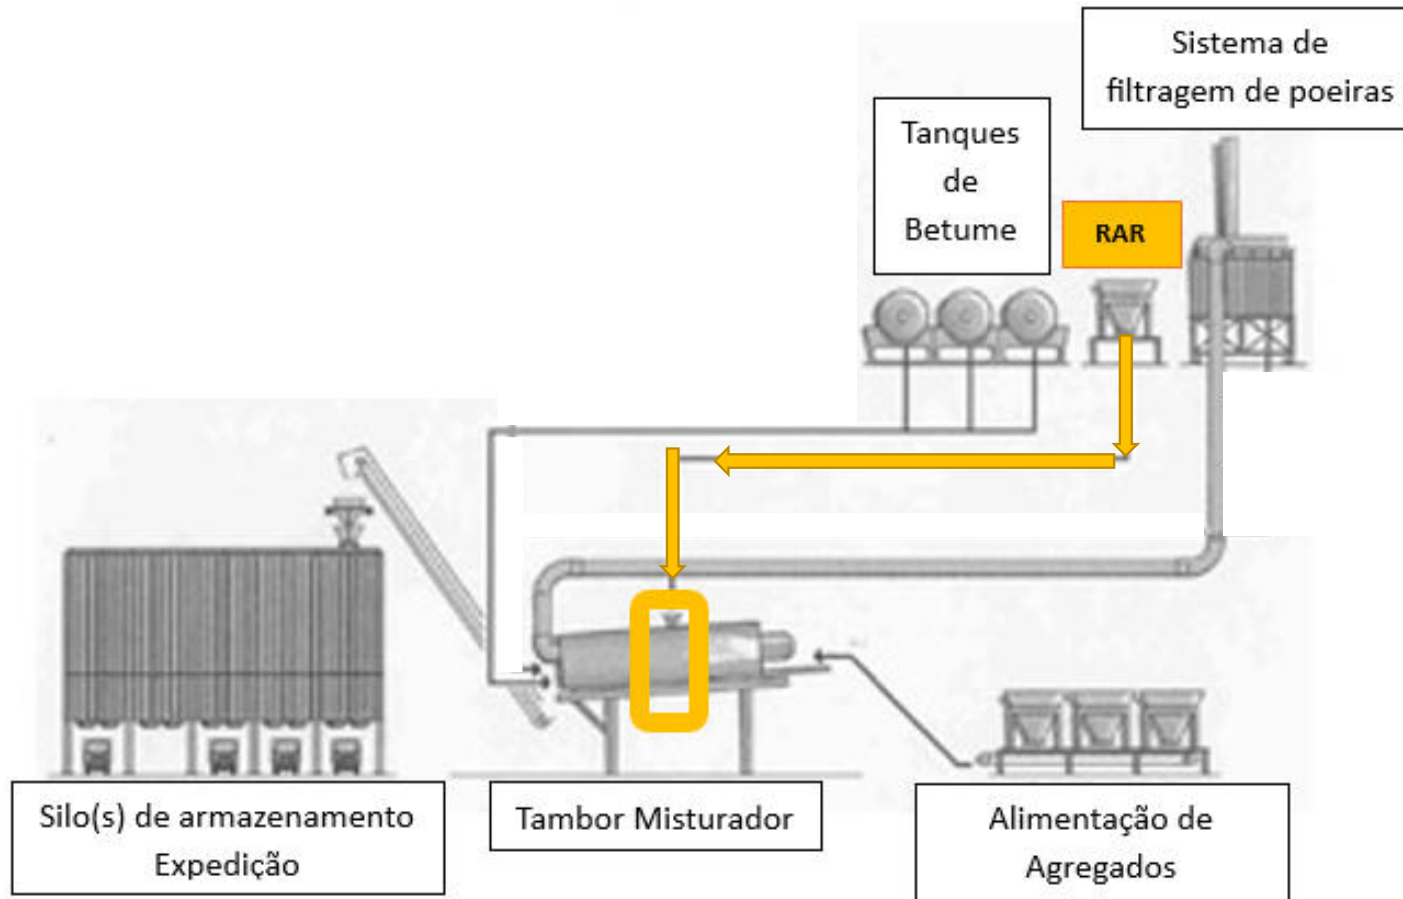 Sistema de
filtragem de poeiras
Tanques
de
Betume
RAR
Silo(s) de armazenamento
Expedição
Tambor Misturador
Alimentação de
Agregados